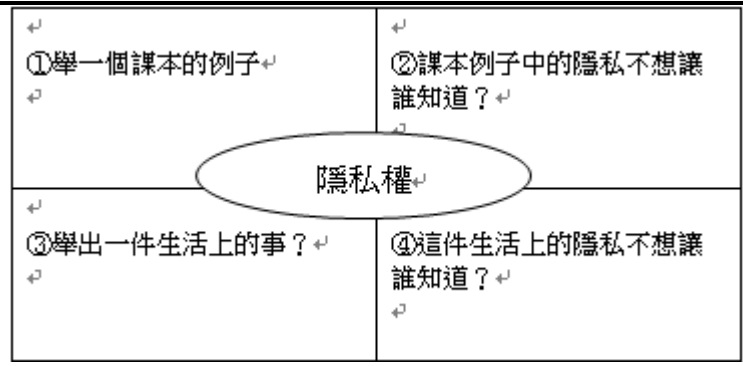 ①舉一個課本的例子
②課本例子中的隱私不想讓
誰知道？
隱私權
③舉出一件生活上的事？
④這件生活上的隱私不想讓
誰知道？